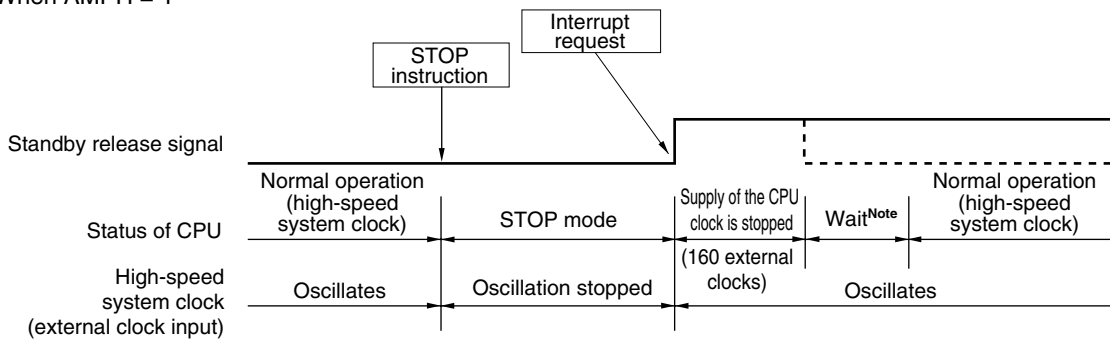 When AMPH = 1
Interrupt
request
STOP
instruction
Standby release signal
Normal operation
(high-speed
system clock)
Status of CPU
STOP mode
Supply of the CPU
clock is stopped
(160 external
clocks)
Wait Note
Normal operation
(high-speed
system clock)
High-speed
system clock
(external clock input)
Oscillates
Oscillation stopped
Oscillates